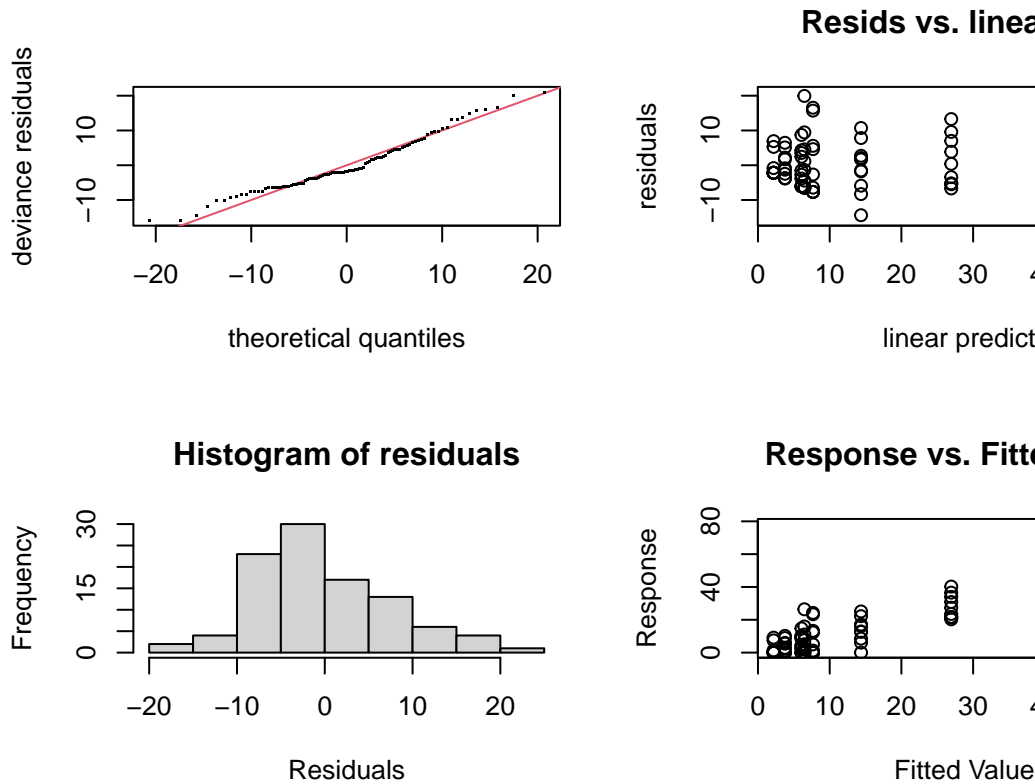 deviance residuals
10
−10
−20
−10
0
10
20
theoretical quantiles
Resids vs. linea
residuals
10
−10
0
10
20
30
linear predict
Histogram of residuals
Frequency
30
15
0
−20
−10
0
10
20
Residuals
Response vs. Fitte
Response
80
40
0
0
10
20
30
Fitted Value